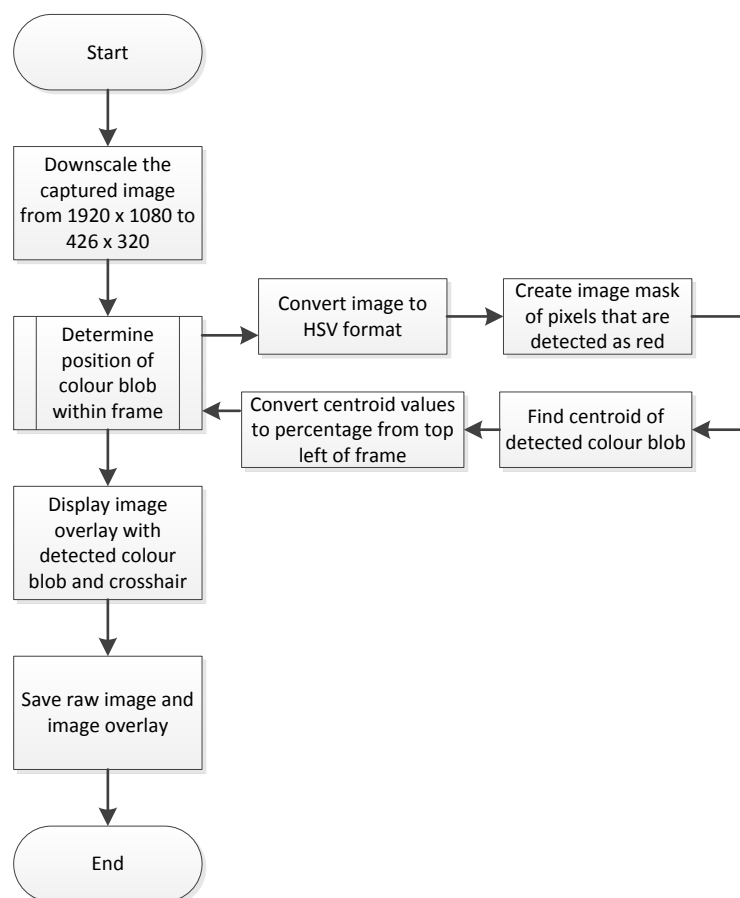 Start
Downscale the
captured image
from 1920 x 1080 to
426 x 320
Determine
position of
colour blob
within frame
Convert image to
HSV format
Create image mask
of pixels that are
detected as red
Find centroid of
detected colour blob
Convert centroid values
to percentage from top
left of frame
Display image
overlay with
detected colour
blob and crosshair
Save raw image and
image overlay
End